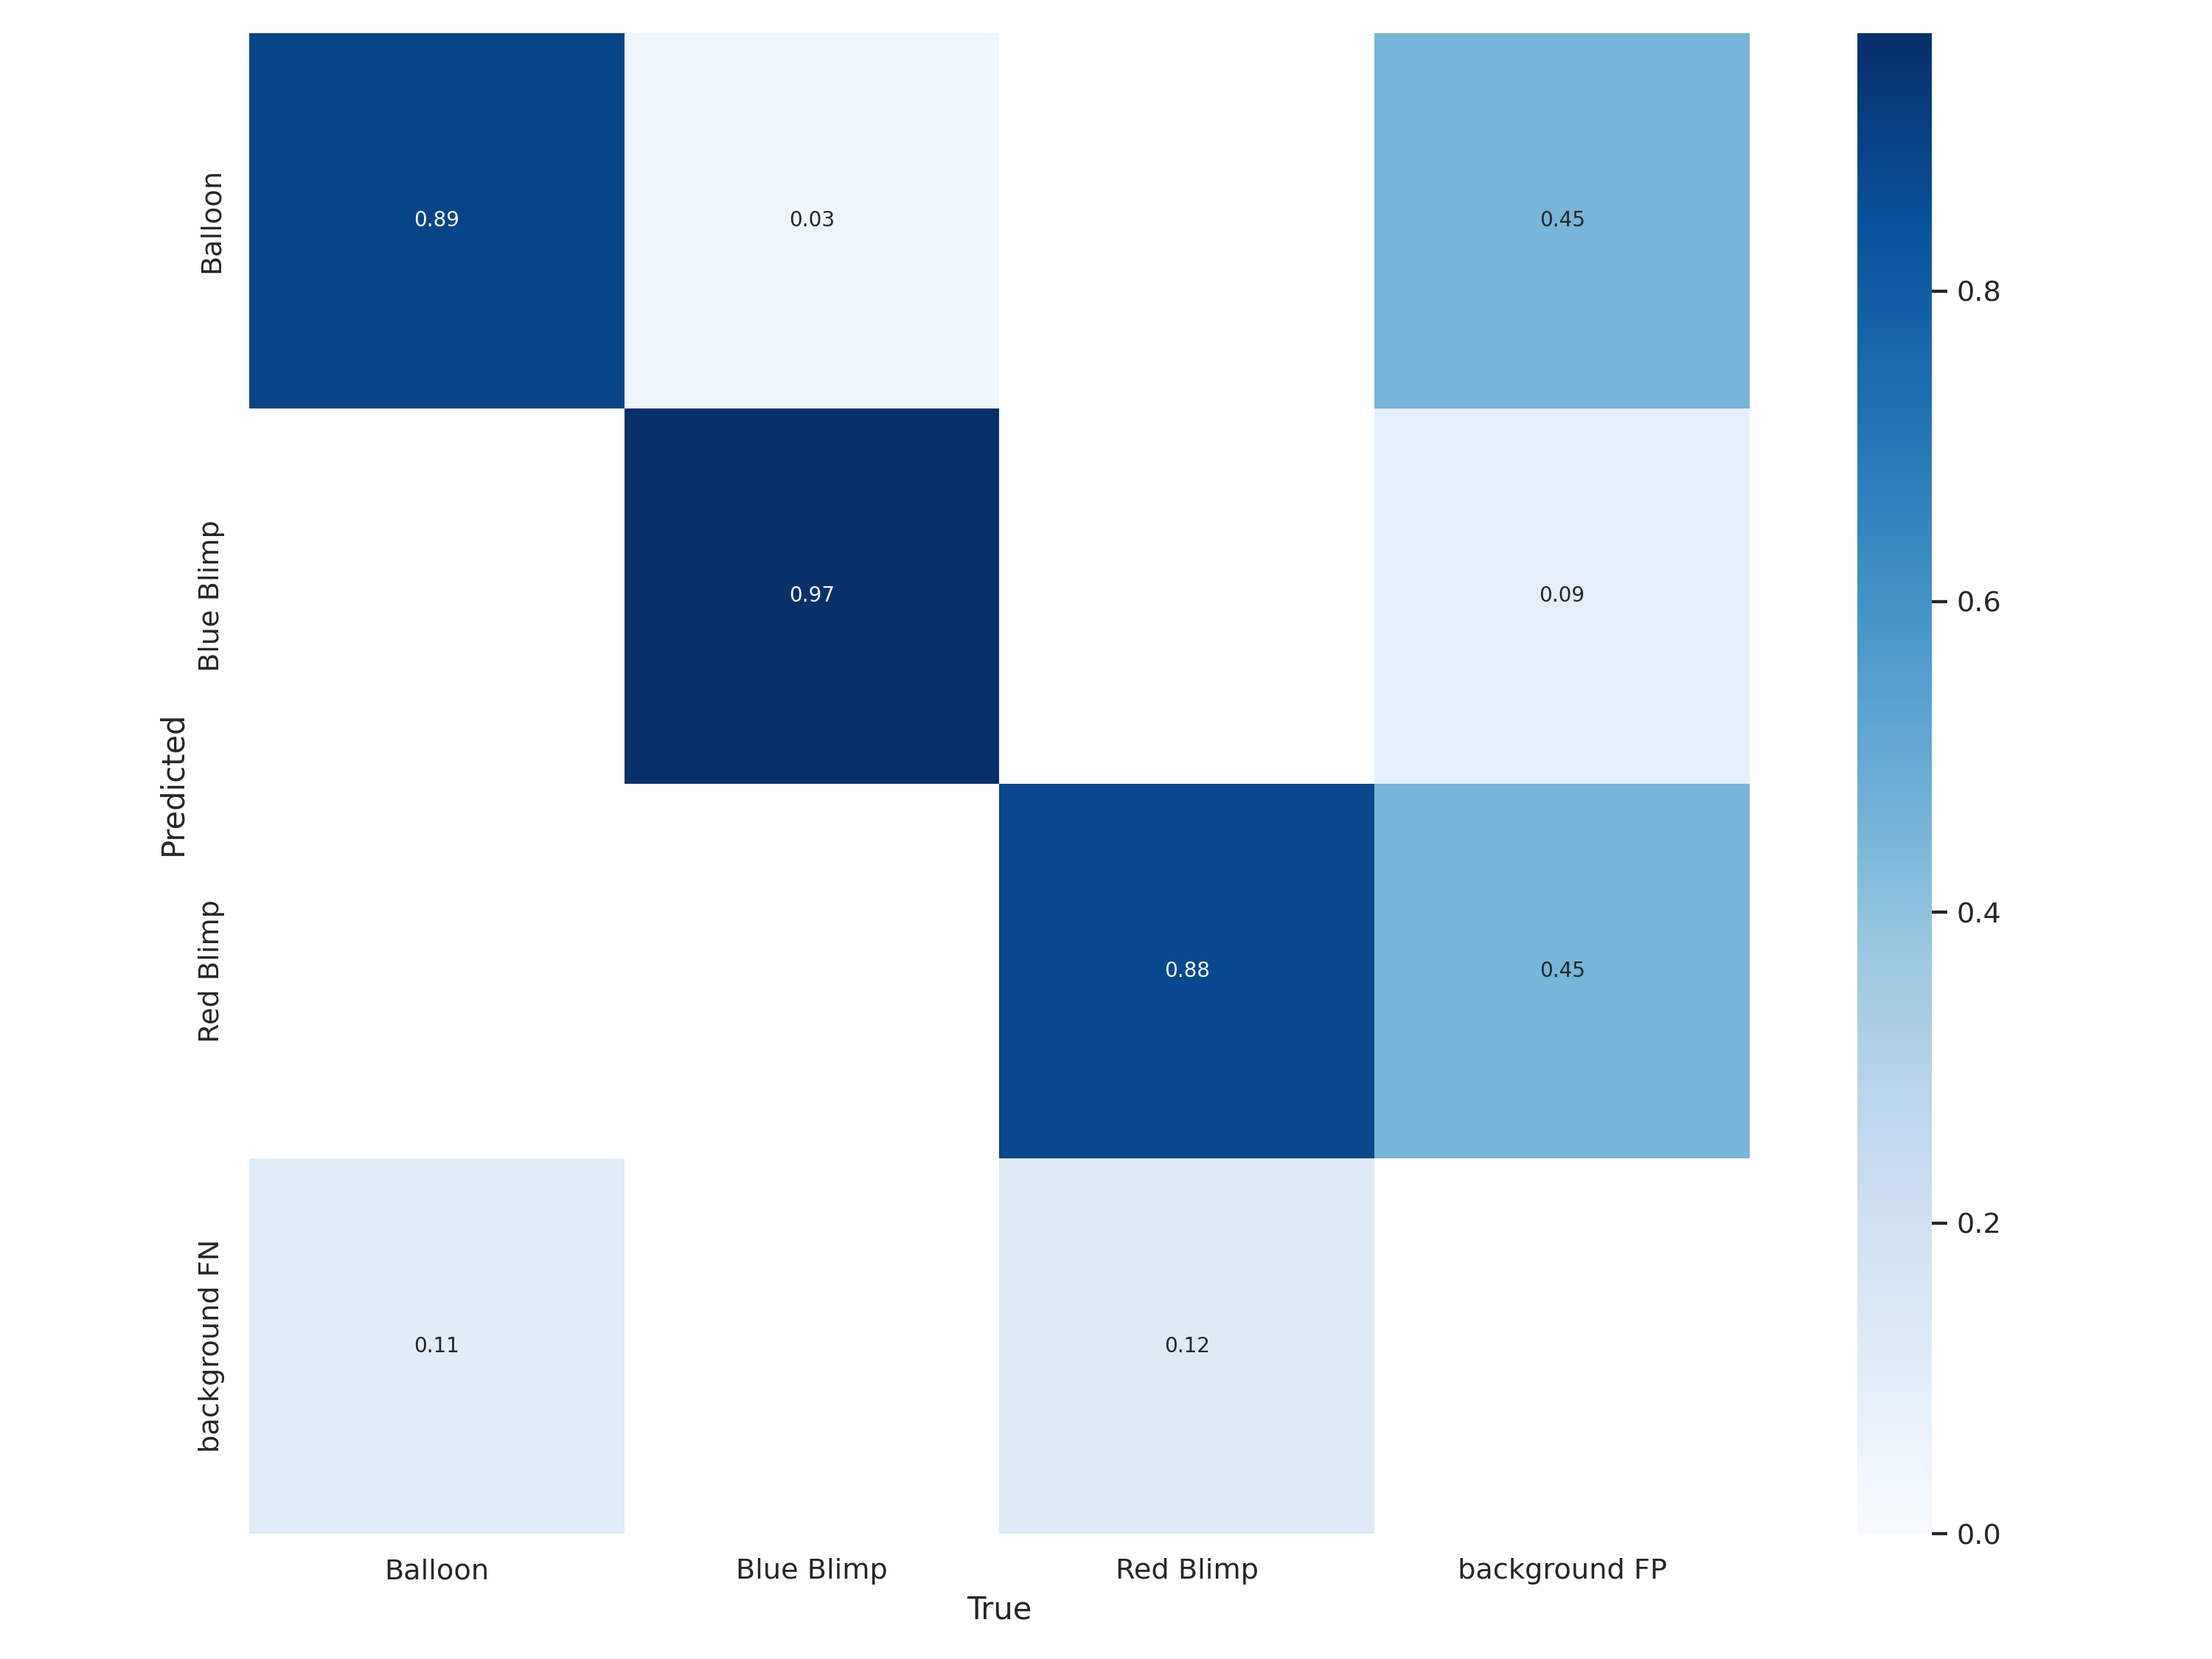 Predicted
Balloon
0.89
0.03
0.45
Blue Blimp
0.97
0.09
Red Blimp
0.88
0.45
background FN
0.11
0.12
Balloon
Blue Blimp
Red Blimp
background FP
True
0.8
0.6
0.4
0.2
0.0